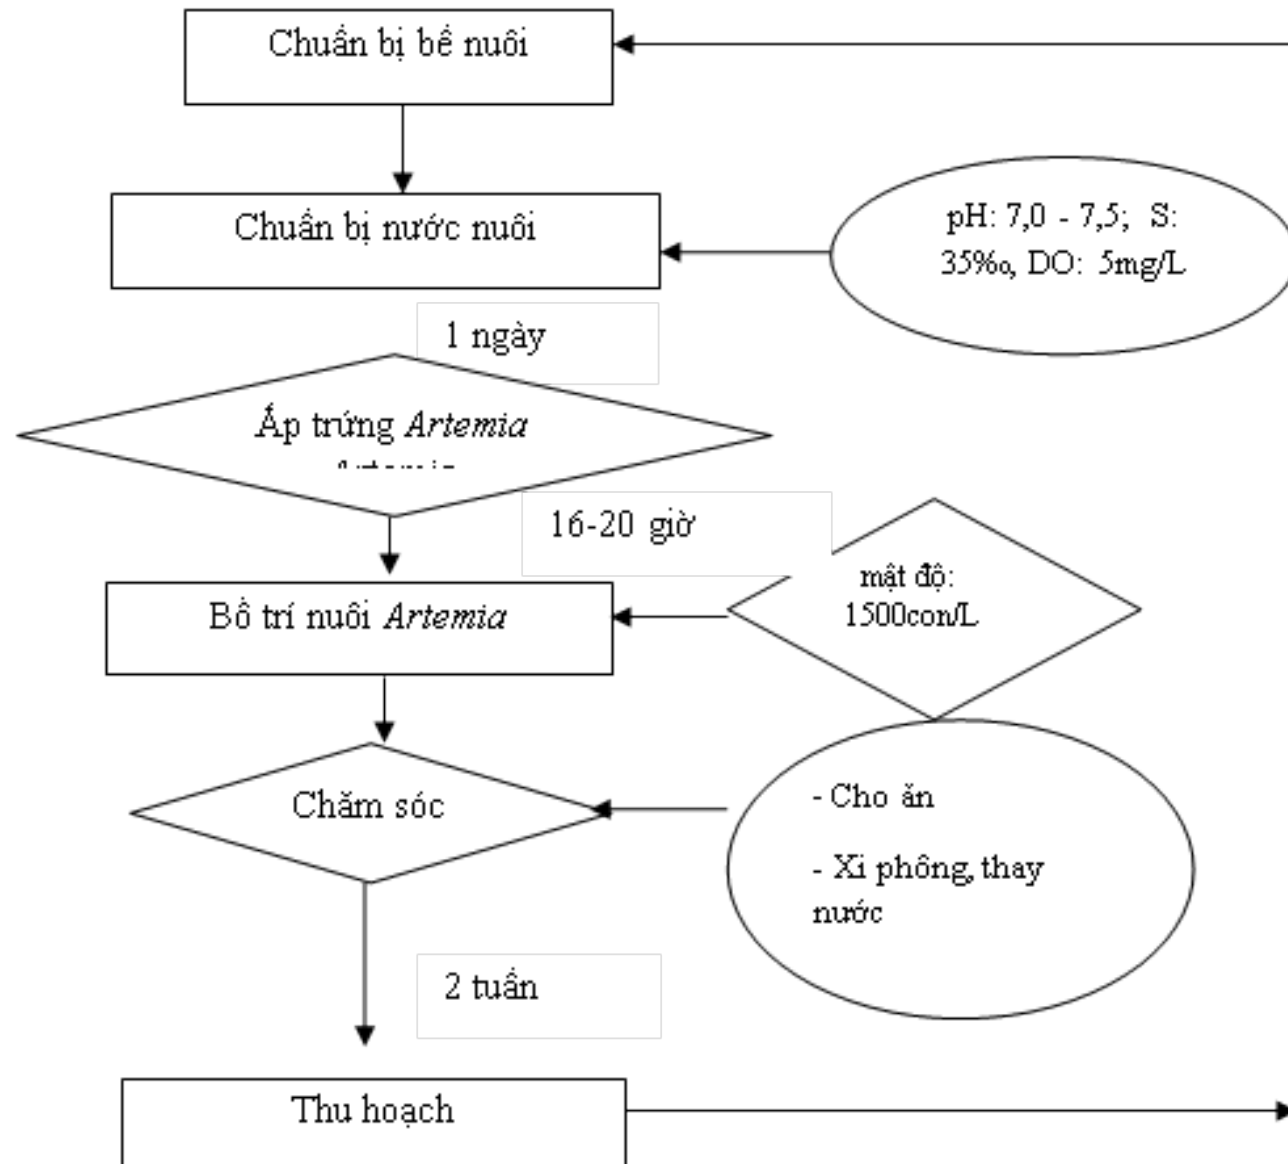 Chuẩn bị bể nuôi
Chuẩn bị nước nuôi
pH: 7,0 - 7,5; S:
35‰, DO: 5mg/L
1 ngày
Ấp trứng Artemia
16-20 giờ
mật độ:
1500con/L
Bố trí nuôi Artemia
Chăm sóc
- Cho ăn
- Xi phông, thay
nước
2 tuần
Thu hoạch